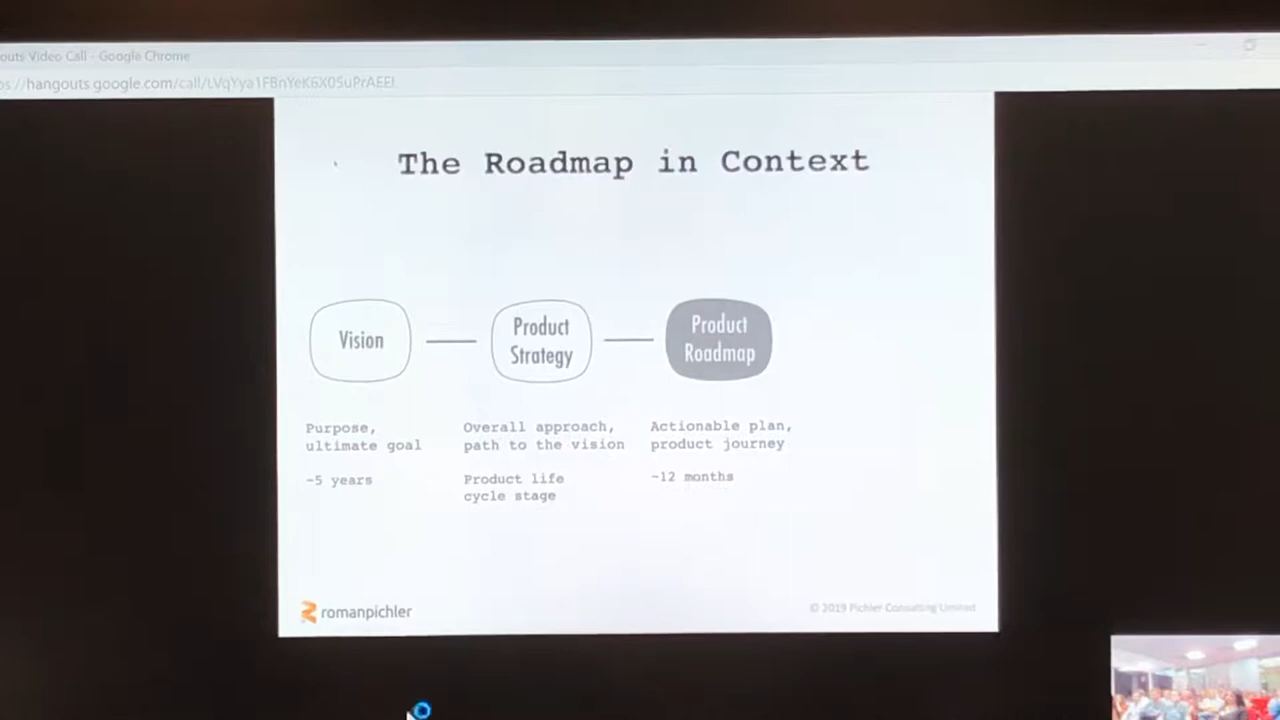 outs Video Call - Google Chrome
ps://hangouts.google.com/call/
The Roadmap in Context
Vision
Product
Strategy
Product
Roadmap
Purpose,
ultimate goal
~5 years
Overall approach,
path to the vision
Product life
cycle stage
Actionable plan,
product journey
~12 months
romanpichler
© 2019 Pichler Consulting Limited